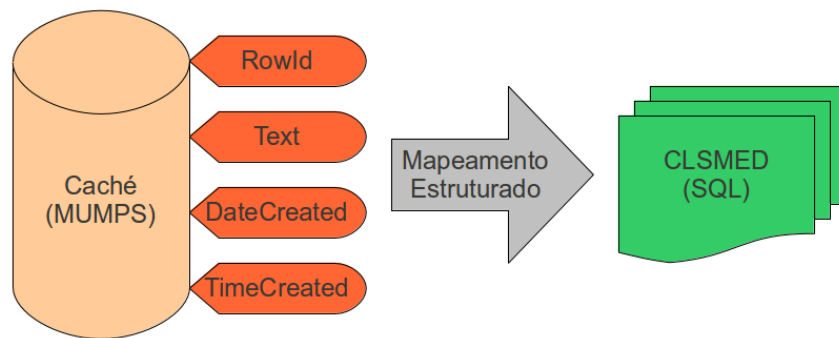 Caché
(MUMPS)
RowId
Text
DateCreated
TimeCreated
Mapeamento
Estruturado
CLSMED
(SQL)